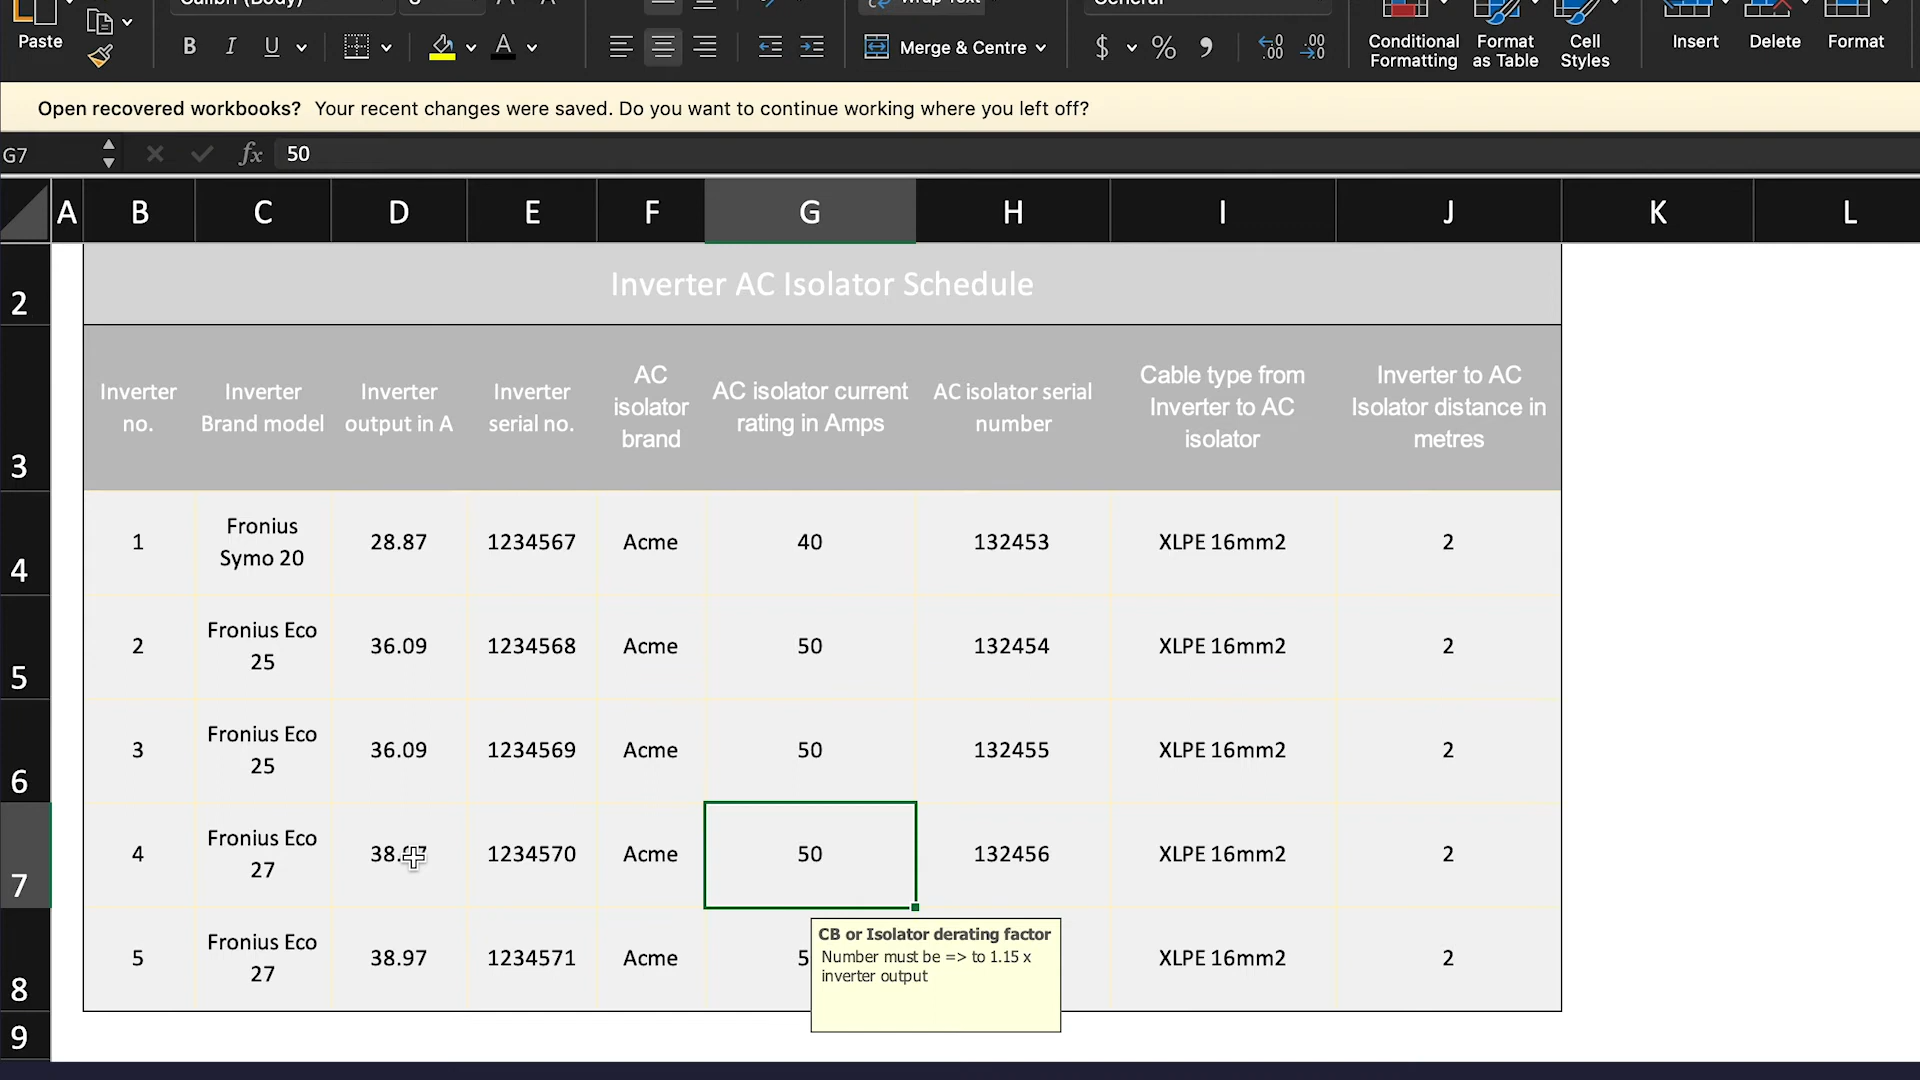 Paste
B I U A
Merge & Centre
$ %
Conditional Formatting
Format as Table
Cell Styles
Insert
Delete
Format
Open recovered workbooks? Your recent changes were saved. Do you want to continue working where you left off?
G7 fx 50
A B C D E F G H I J K L
2 Inverter AC Isolator Schedule
3
Inverter no.
Inverter Brand model
Inverter output in A
Inverter serial no.
AC isolator brand
AC isolator current rating in Amps
AC isolator serial number
Cable type from Inverter to AC isolator
Inverter to AC Isolator distance in metres
4 1 Fronius Symo 20 28.87 1234567 Acme 40 132453 XLPE 16mm2 2
5 2 Fronius Eco 25 36.09 1234568 Acme 50 132454 XLPE 16mm2 2
6 3 Fronius Eco 25 36.09 1234569 Acme 50 132455 XLPE 16mm2 2
7 4 Fronius Eco 27 1234570 Acme 50 132456 XLPE 16mm2 2
8 5 Fronius Eco 27 38.97 1234571 Acme 5 XLPE 16mm2 2
CB or Isolator derating factor
Number must be => to 1.15 x
inverter output
9